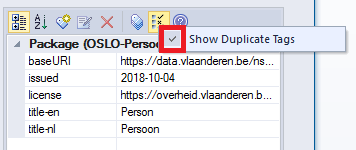 Show Duplicate Tags
Package (OSLO-Persoo
baseURI https://data.vlaanderen.be/ns...
issued 2018-10-04
license https://overheid.vlaanderen.b...
title-en Person
title-nl Persoon